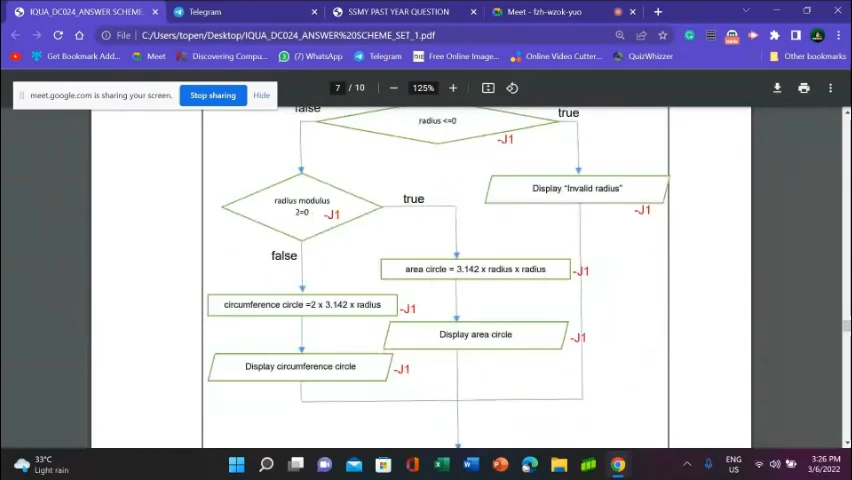 IQUA_DC024_ANSWER SCHEME
Telegram
SSMY PAST YEAR QUESTION
Meet - fzh-wzok-yuo
File
C:/Users/topen/Desktop/IQUA_DC024_ANSWER%20SCHEME_SET_1.pdf
Get Bookmark Add...
Meet
Discovering Compu...
(7) WhatsApp
Telegram
Free Online Image...
Online Video Cutter...
QuizWhizzer
Other bookmarks
meet.google.com is sharing your screen.
Stop sharing
Hide
7 / 10
125%
false
radius <=0
true
-J1
radius modulus
2=0
-J1
true
Display “Invalid radius”
-J1
false
area circle = 3.142 x radius x radius
-J1
circumference circle =2 x 3.142 x radius
-J1
Display area circle
-J1
Display circumference circle
-J1
33°C
Light rain
ENG
US
3:26 PM
3/6/2022